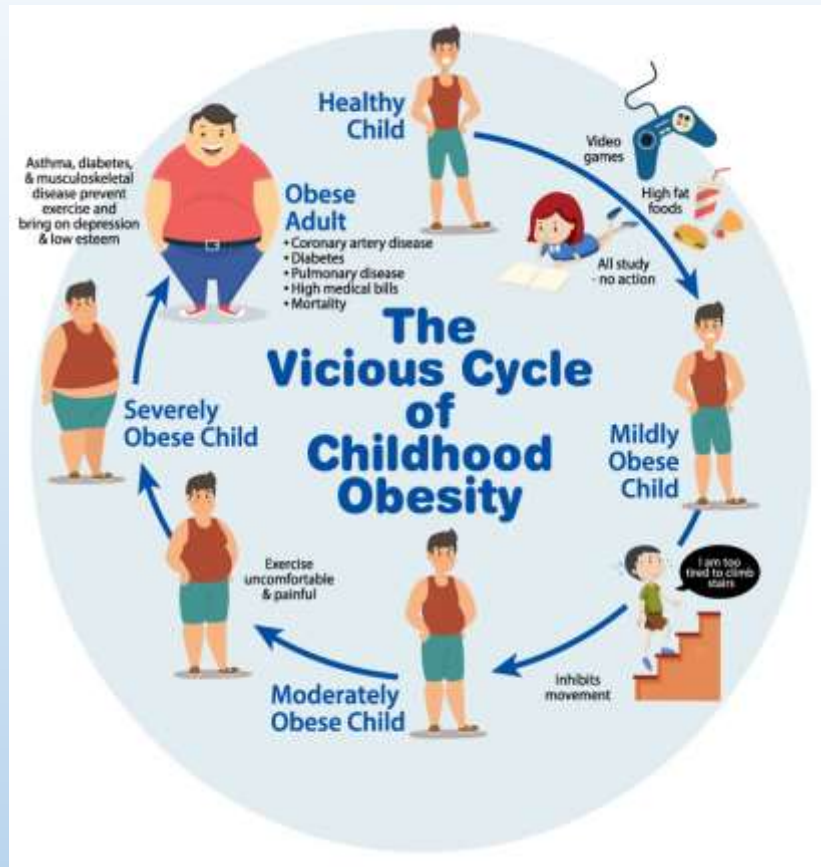 Healthy
Child
Video
games
High fat
foods
All study
- no action
Mildly
Obese
Child
I am too
tired to climb
stairs
Inhibits
movement
Moderately
Obese Child
Exercise
uncomfortable
& painful
Severely
Obese Child
Asthma, diabetes,
& musculoskeletal
disease prevent
exercise and
bring on depression
& low esteem
Obese
Adult
• Coronary artery disease
• Diabetes
• Pulmonary disease
• High medical bills
• Mortality
The
Vicious Cycle
of
Childhood
Obesity